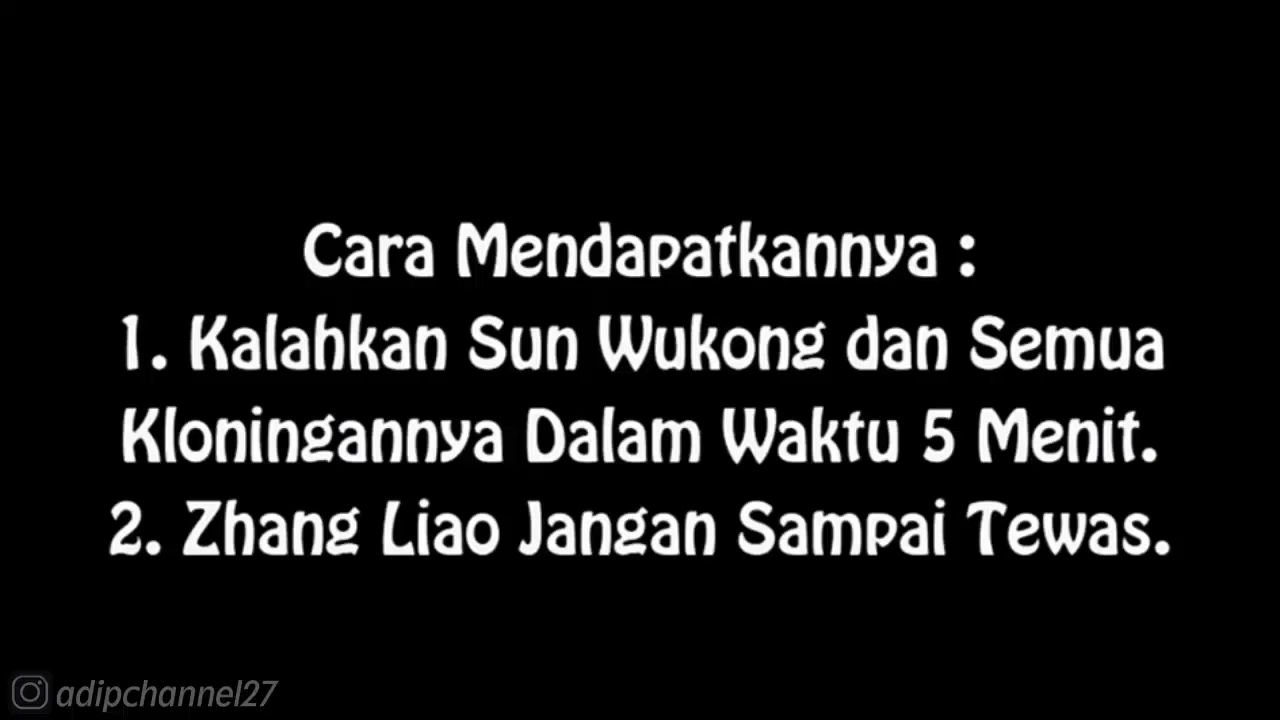 Cara Mendapatkannya :
1. Kalahkan Sun Wukong dan Semua
Kloningannya Dalam Waktu 5 Menit.
2. Zhang Liao Jangan Sampai Tewas.
adipchannel27